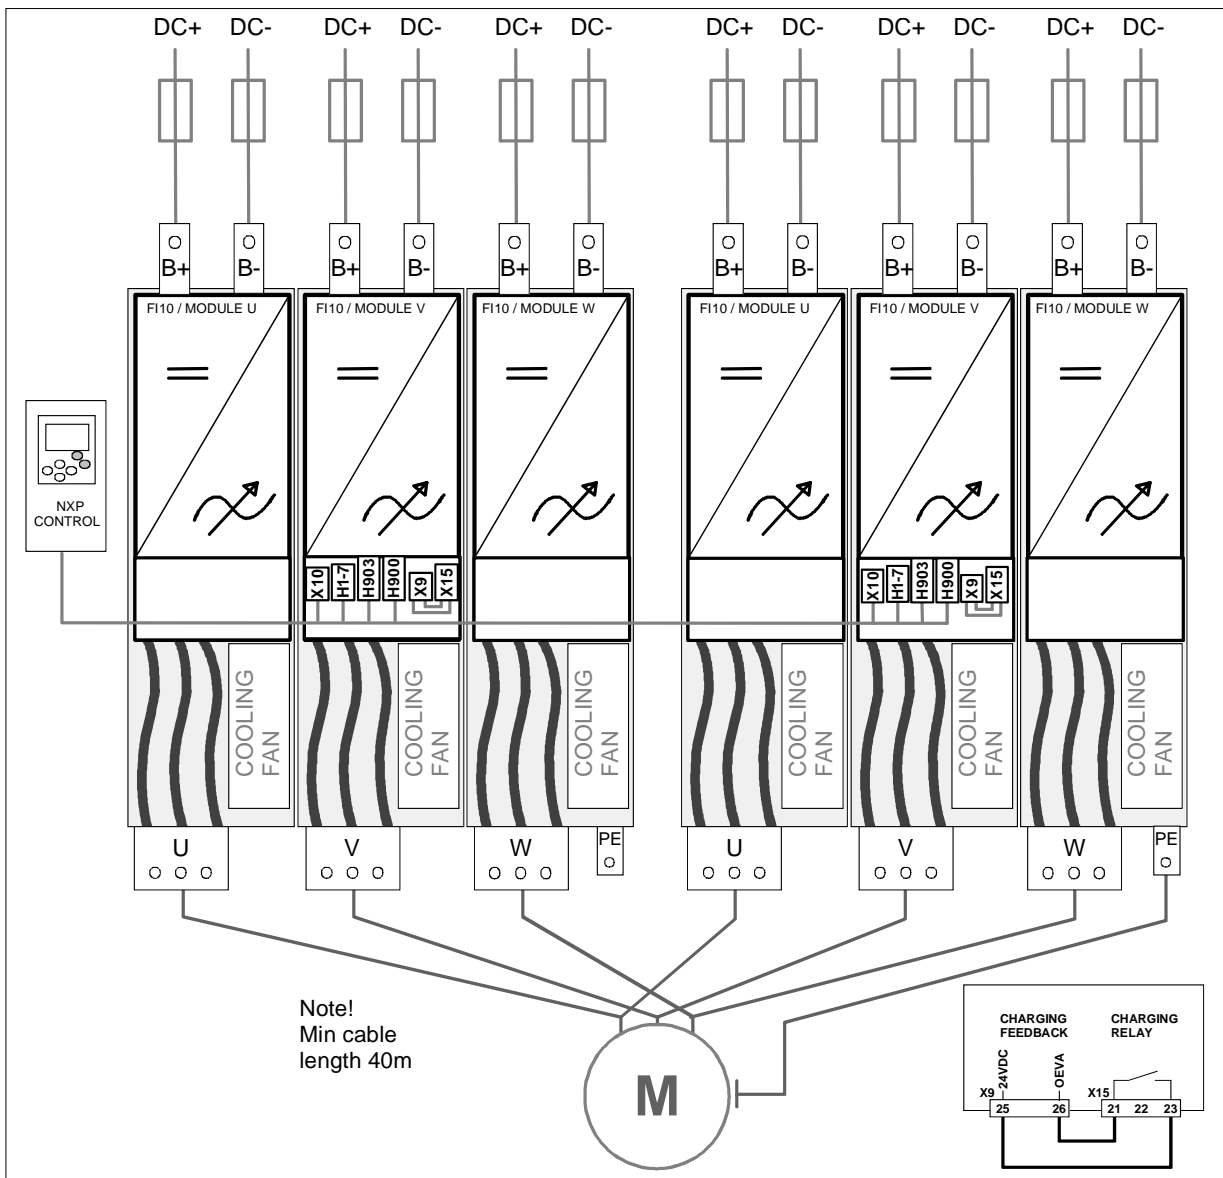 DC+ DC- DC+ DC- DC+ DC- DC+ DC- DC+ DC- DC+ DC-
B+ B- B+ B- B+ B- B+ B- B+ B- B+ B-
FI10 / MODULE U
FI10 / MODULE V
FI10 / MODULE W
FI10 / MODULE U
FI10 / MODULE V
FI10 / MODULE W
NXP
CONTROL
X10 H1-7 H903 H900 X9 X15
X10 H1-7 H903 H900 X9 X15
COOLING
FAN
COOLING
FAN
COOLING
FAN
COOLING
FAN
COOLING
FAN
COOLING
FAN
U V W PE U V W PE
Note!
Min cable
length 40m
M
CHARGING
FEEDBACK
CHARGING
RELAY
24VDC
OEVA
X9
X15
25 26 21 22 23